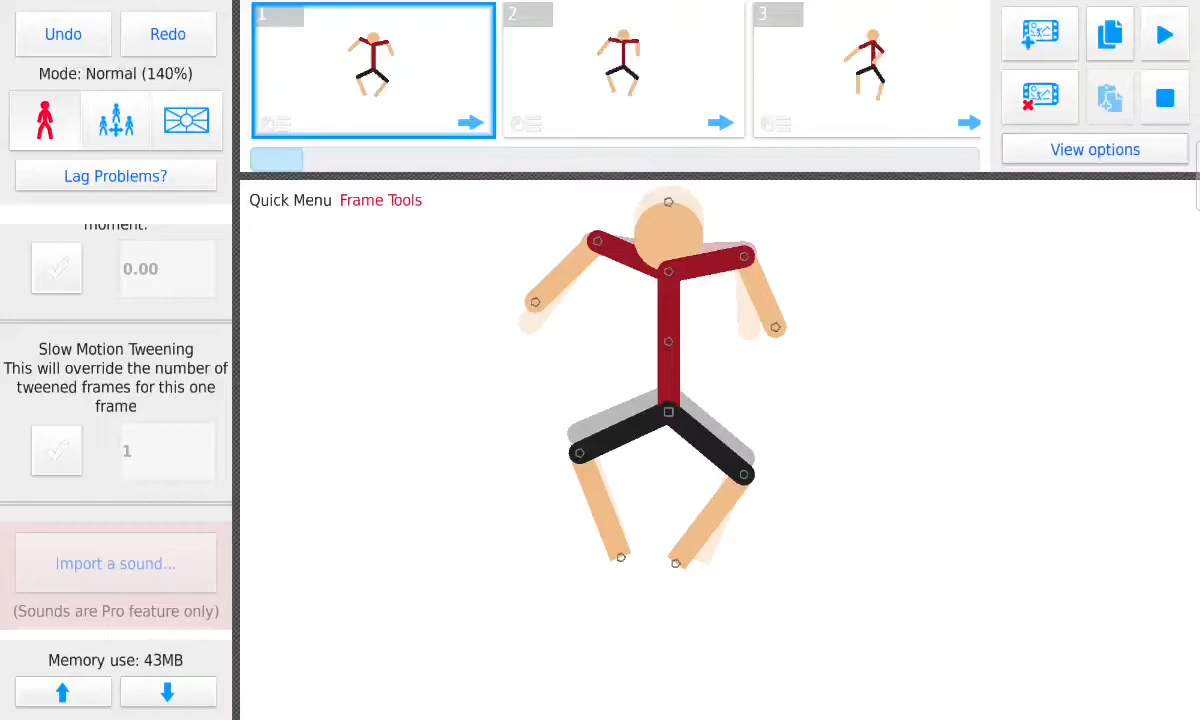 Undo
Redo
Mode: Normal (140%)
Lag Problems?
moment:
0.00
Slow Motion Tweening
This will override the number of
tweened frames for this one
frame
1
Import a sound...
(Sounds are Pro feature only)
Memory use: 43MB
1
2
3
View options
Quick Menu Frame Tools